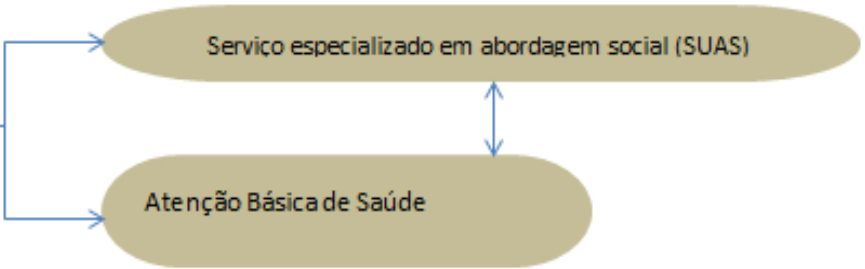 Serviço especializado em abordagem social (SUAS)
Atenção Básica de Saúde